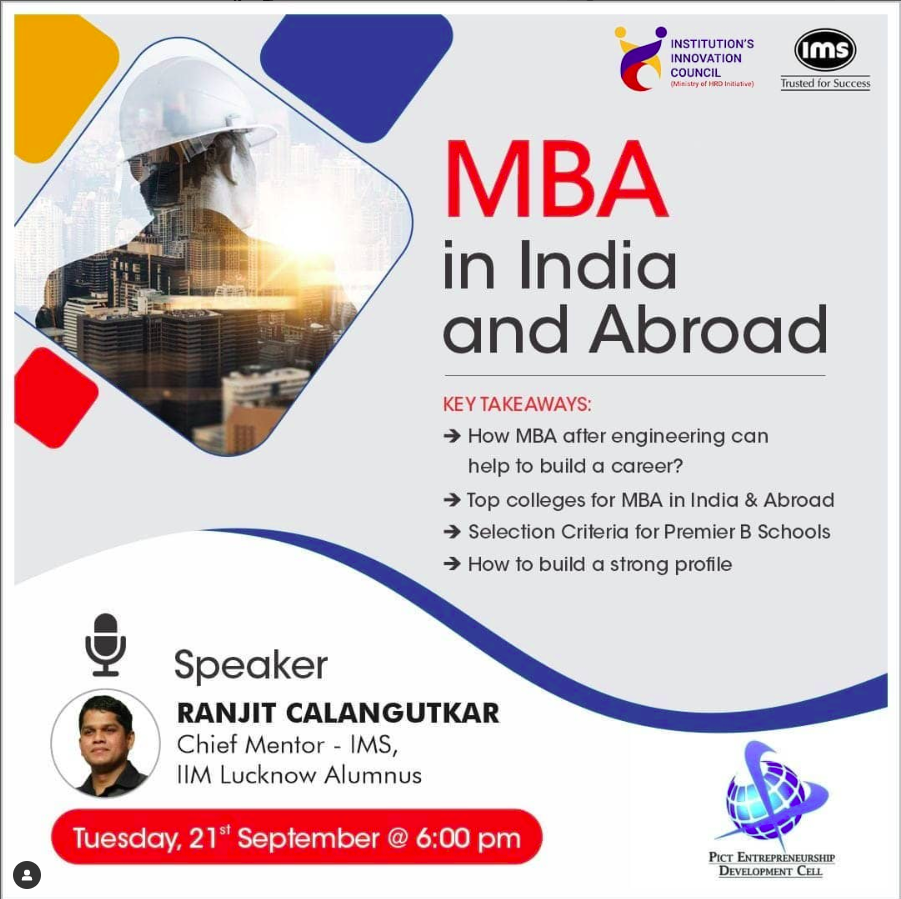 INSTITUTION'S
INNOVATION
COUNCIL
(Ministry of HRD Initiative)
ims
Trusted for Success
MBA
in India
and Abroad
KEY TAKEAWAYS:
→ How MBA after engineering can
help to build a career?
→ Top colleges for MBA in India & Abroad
→ Selection Criteria for Premier B Schools
→ How to build a strong profile
Speaker
RANJIT CALANGUTKAR
Chief Mentor - IMS,
IIM Lucknow Alumnus
Tuesday, 21st September @ 6:00 pm
PICT ENTREPRENEURSHIP
DEVELOPMENT CELL